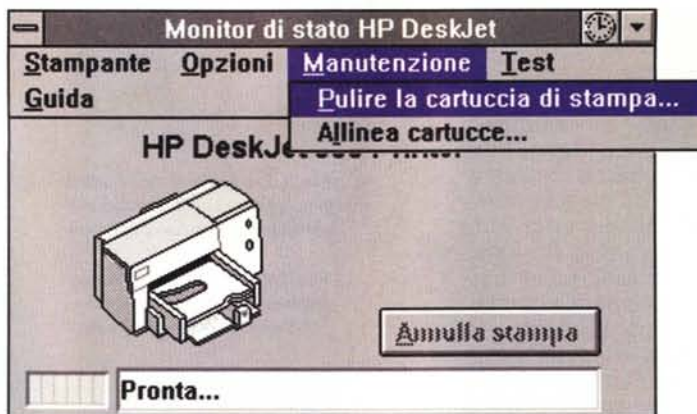 Monitor di stato HP DeskJet
Stampante Opzioni Manutenzione Test
Guida
Pulire la cartuccia di stampa...
Allinea cartucce...
HP DeskJet Printer
Annulla stampa
Pronta...